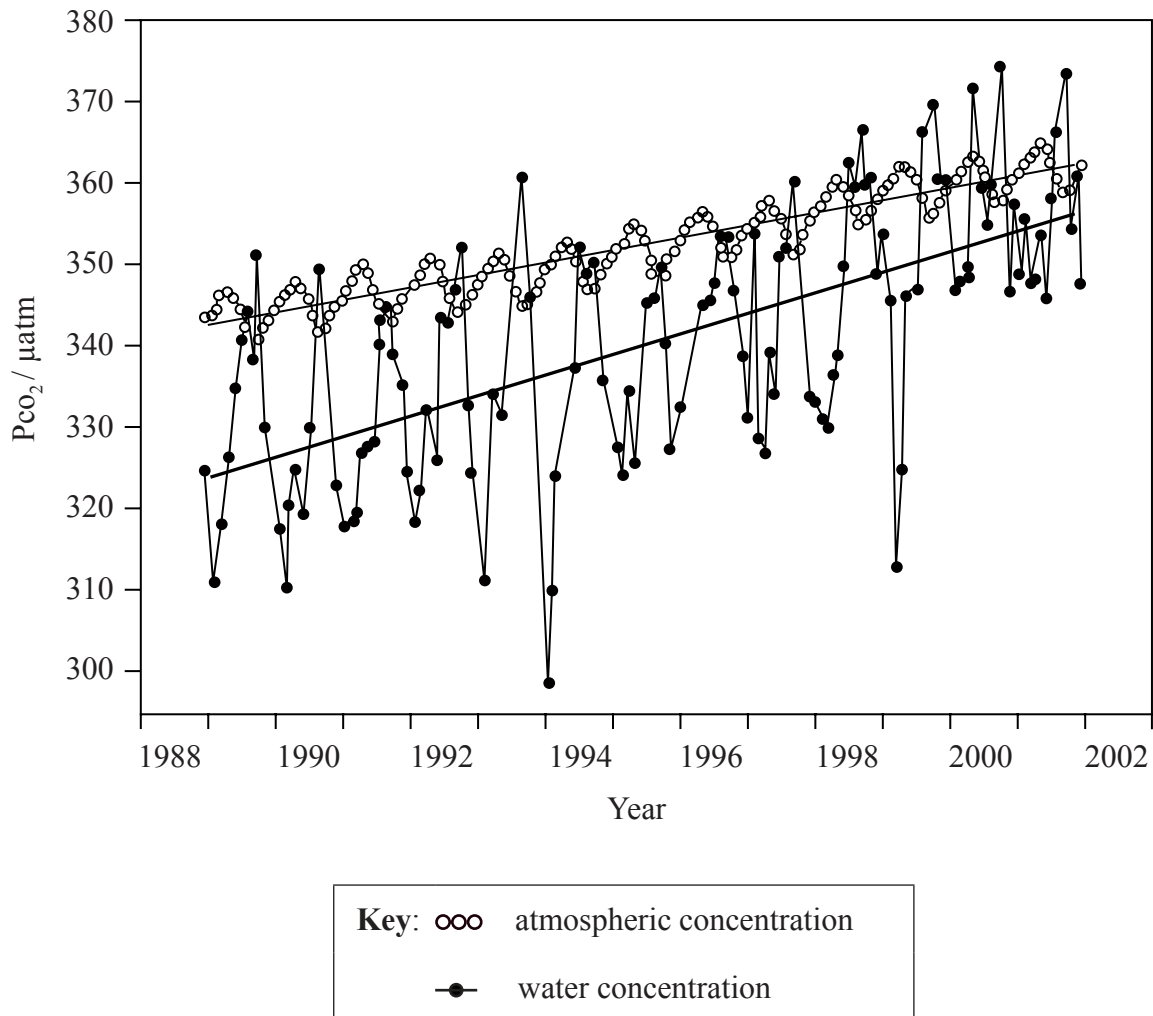 380
370
360
350
340
330
320
310
300
Pco₂ / µatm
1988 1990 1992 1994 1996 1998 2000 2002
Year
Key: atmospheric concentration
water concentration